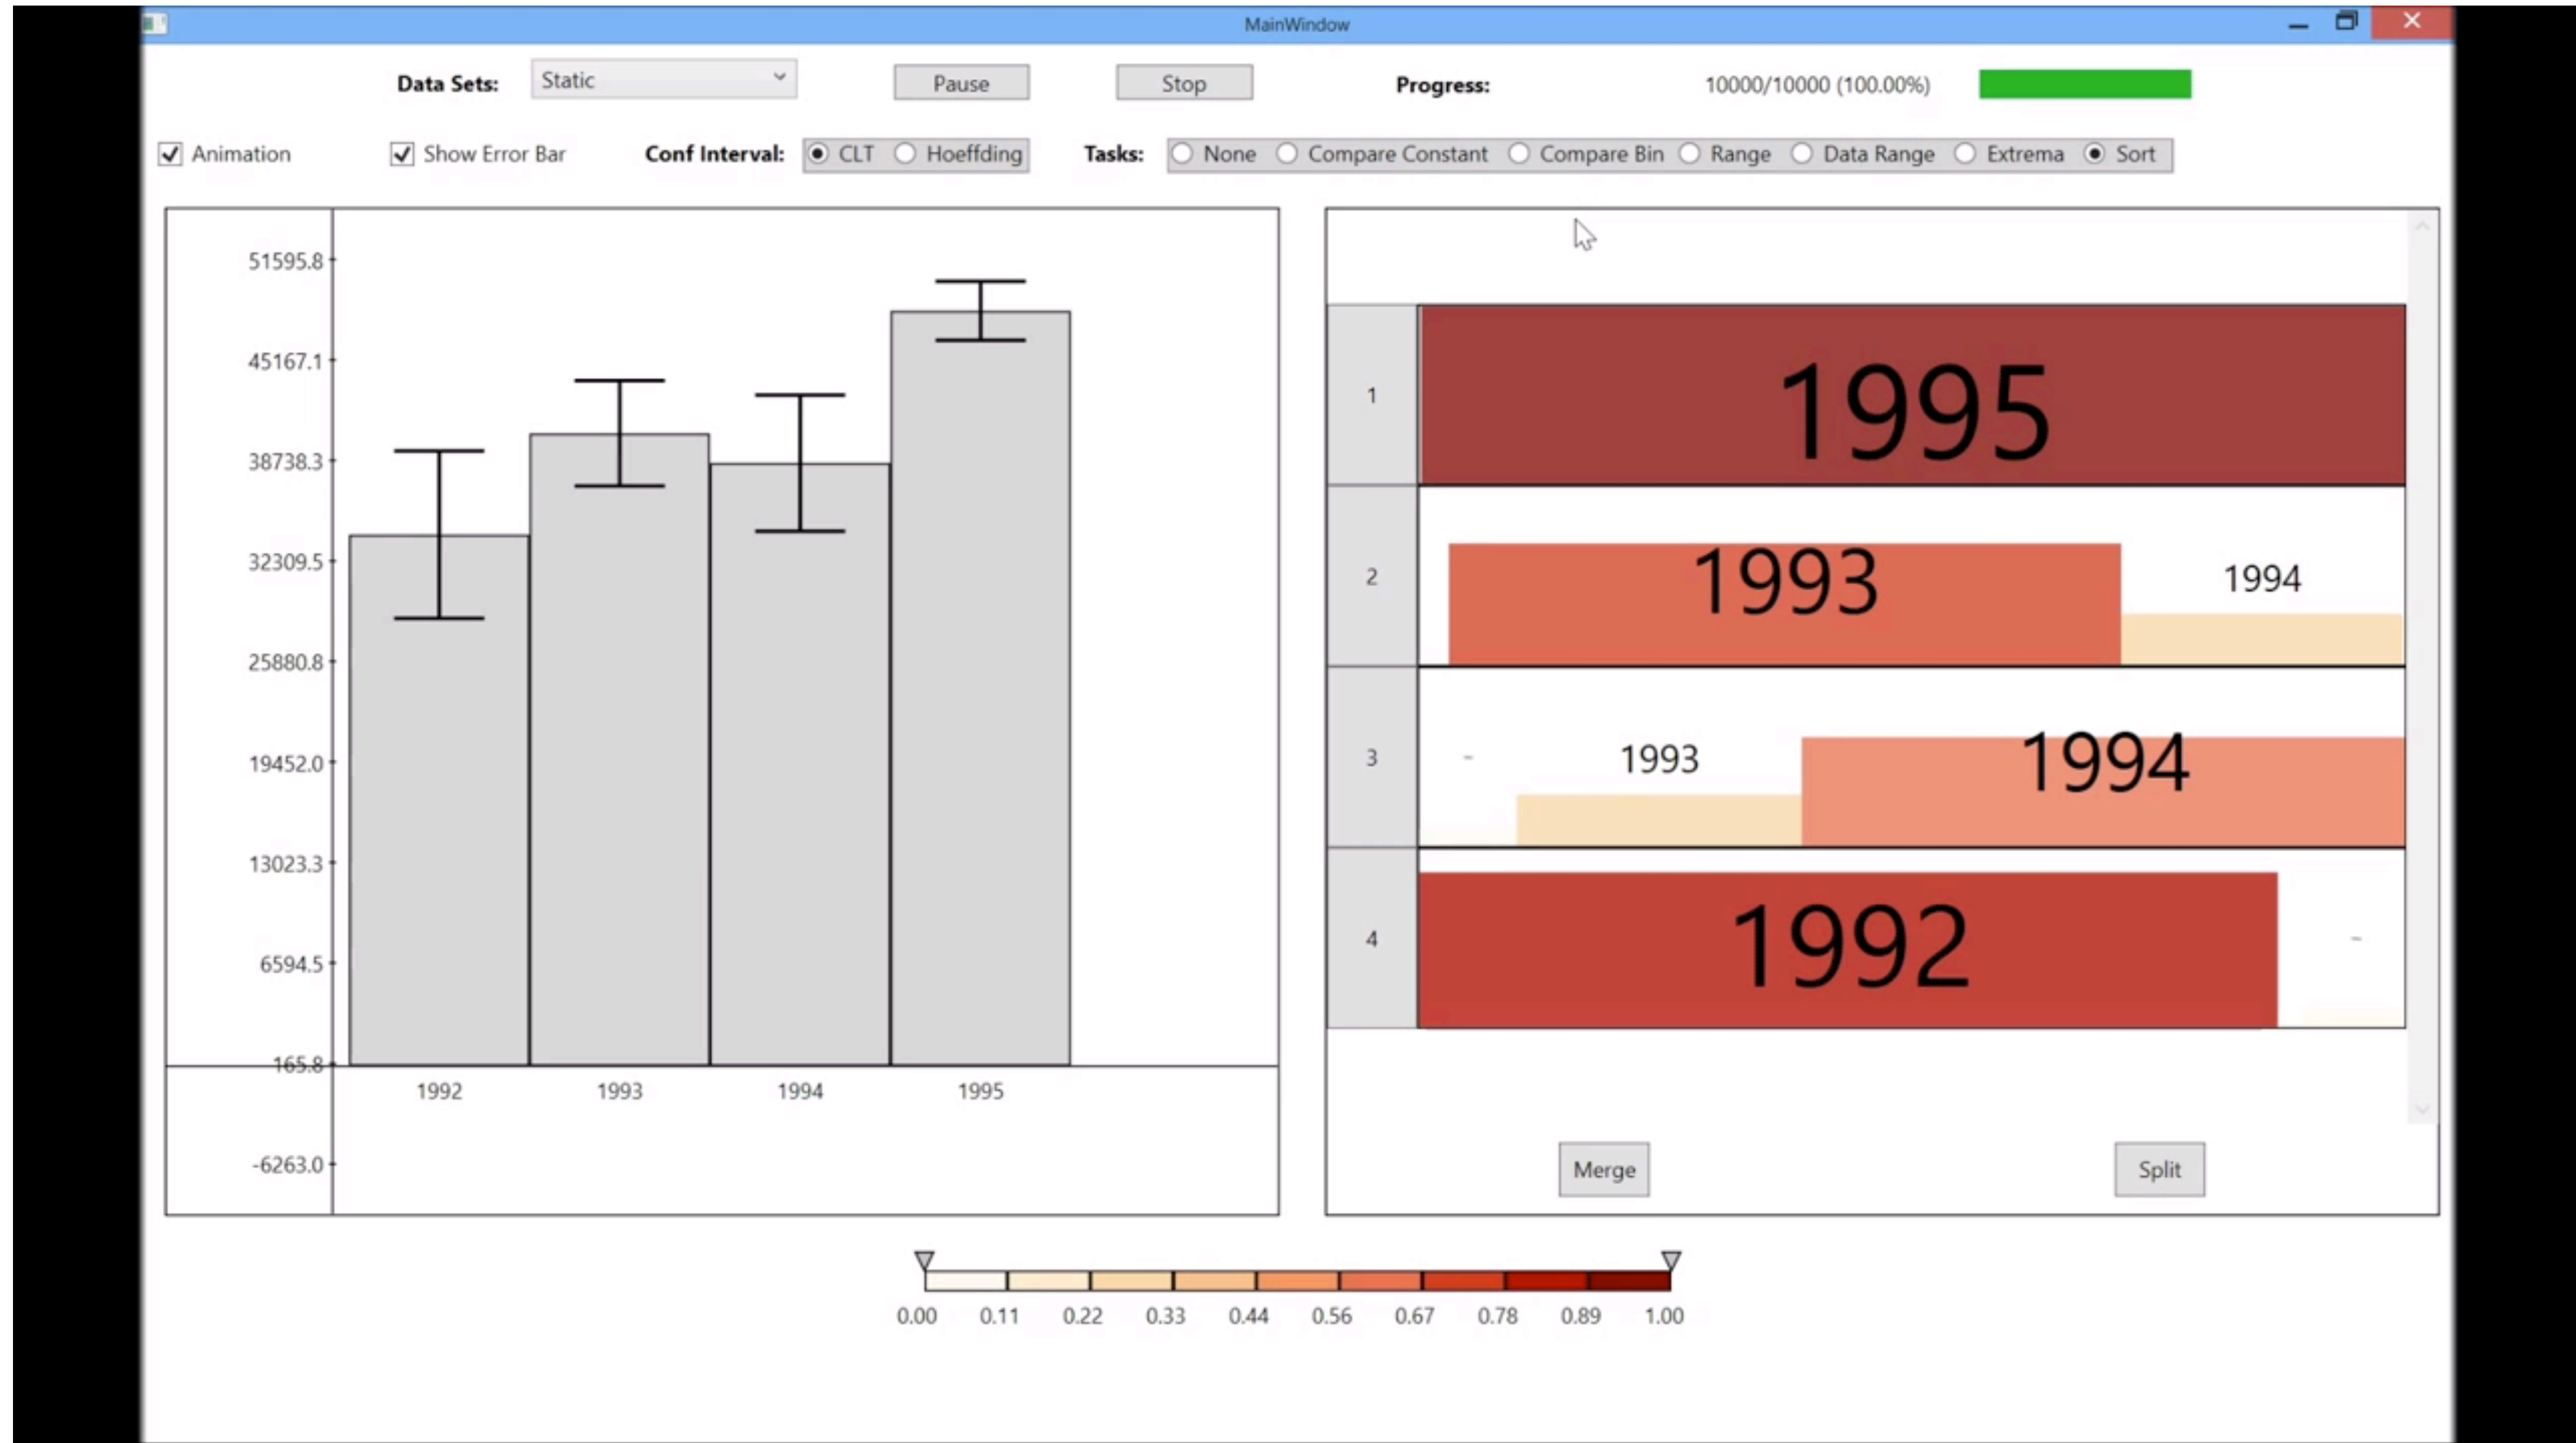 MainWindow
Data Sets: Static Pause Stop Progress: 10000/10000 (100.00%)
Animation Show Error Bar Conf Interval: CLT Hoeffding Tasks: None Compare Constant Compare Bin Range Data Range Extrema Sort
51595.8
45167.1
38738.3
32309.5
25880.8
19452.0
13023.3
6594.5
165.8
-6263.0
1992 1993 1994 1995
1 1995
2 1993 1994
3 1993 1994
4 1992
Merge Split
0.00 0.11 0.22 0.33 0.44 0.56 0.67 0.78 0.89 1.00